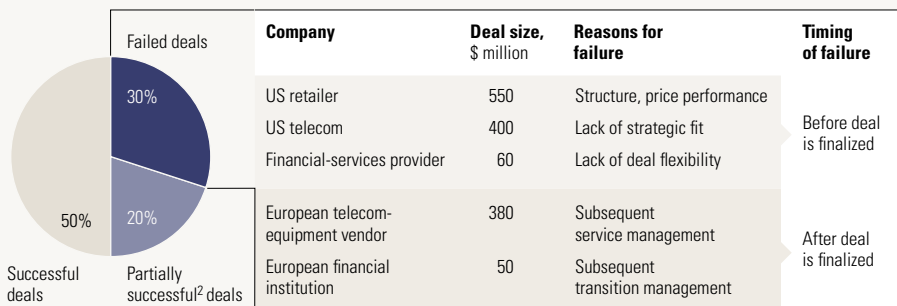 Failed deals
30%
50%
20%
Successful
deals
Partially
successful² deals
Company
Deal size,
$ million
Reasons for
failure
Timing
of failure
US retailer
550
Structure, price performance
US telecom
400
Lack of strategic fit
Financial-services provider
60
Lack of deal flexibility
Before deal
is finalized
European telecom-
equipment vendor
380
Subsequent
service management
European financial
institution
50
Subsequent
transition management
After deal
is finalized